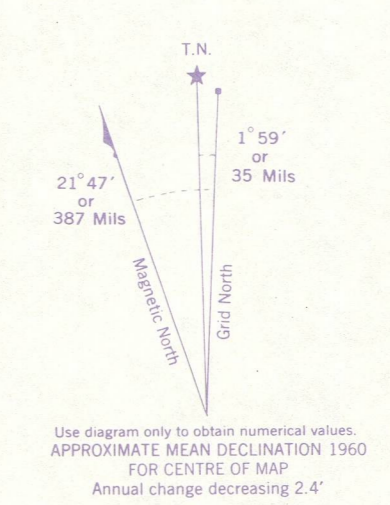 T.N.
1°59′
or
35 Mils
21°47′
or
387 Mils
Magnetic North
Grid North
Use diagram only to obtain numerical values.
APPROXIMATE MEAN DECLINATION 1960
FOR CENTRE OF MAP
Annual change decreasing 2.4′